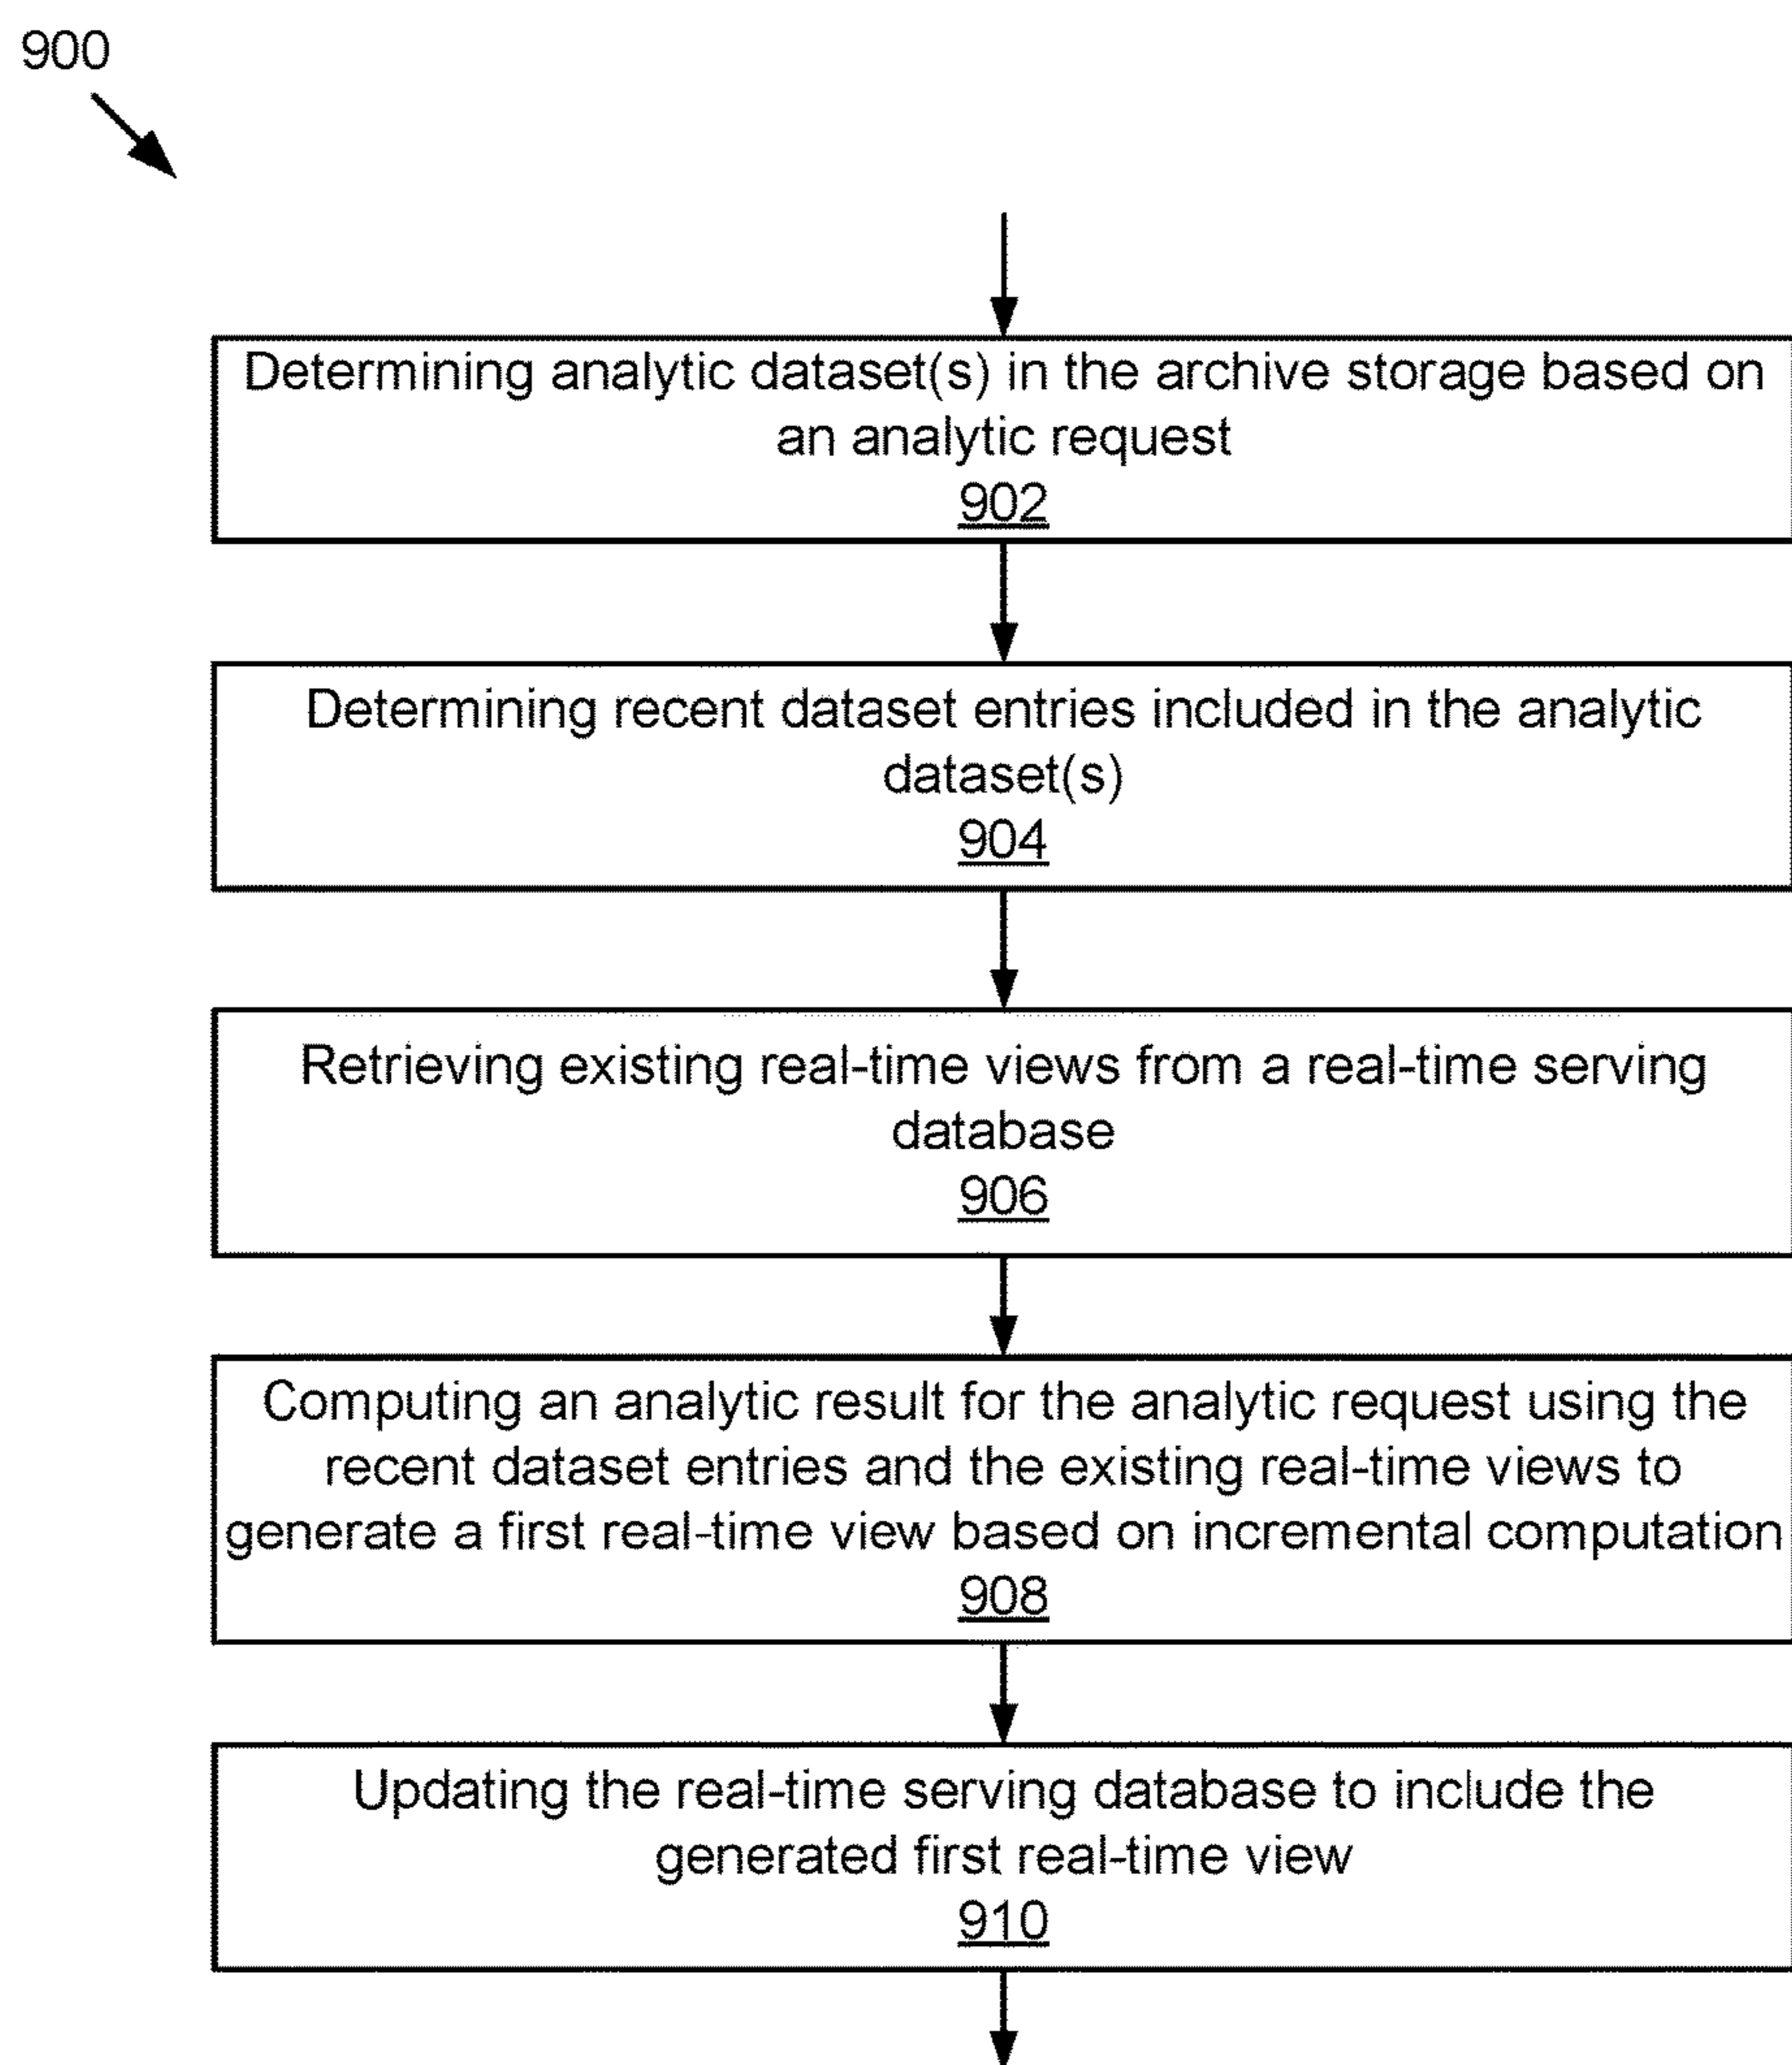 900
Determining analytic dataset(s) in the archive storage based on
an analytic request
902
Determining recent dataset entries included in the analytic
dataset(s)
904
Retrieving existing real-time views from a real-time serving
database
906
Computing an analytic result for the analytic request using the
recent dataset entries and the existing real-time views to
generate a first real-time view based on incremental computation
908
Updating the real-time serving database to include the
generated first real-time view
910